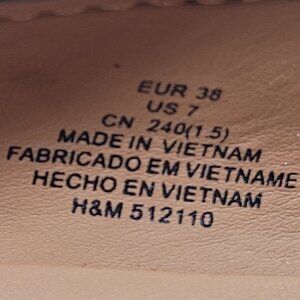 EUR 38
US 7
CN 240(1.5)
MADE IN VIETNAM
FABRICADO EM VIETNAME
HECHO EN VIETNAM
H&M 512110